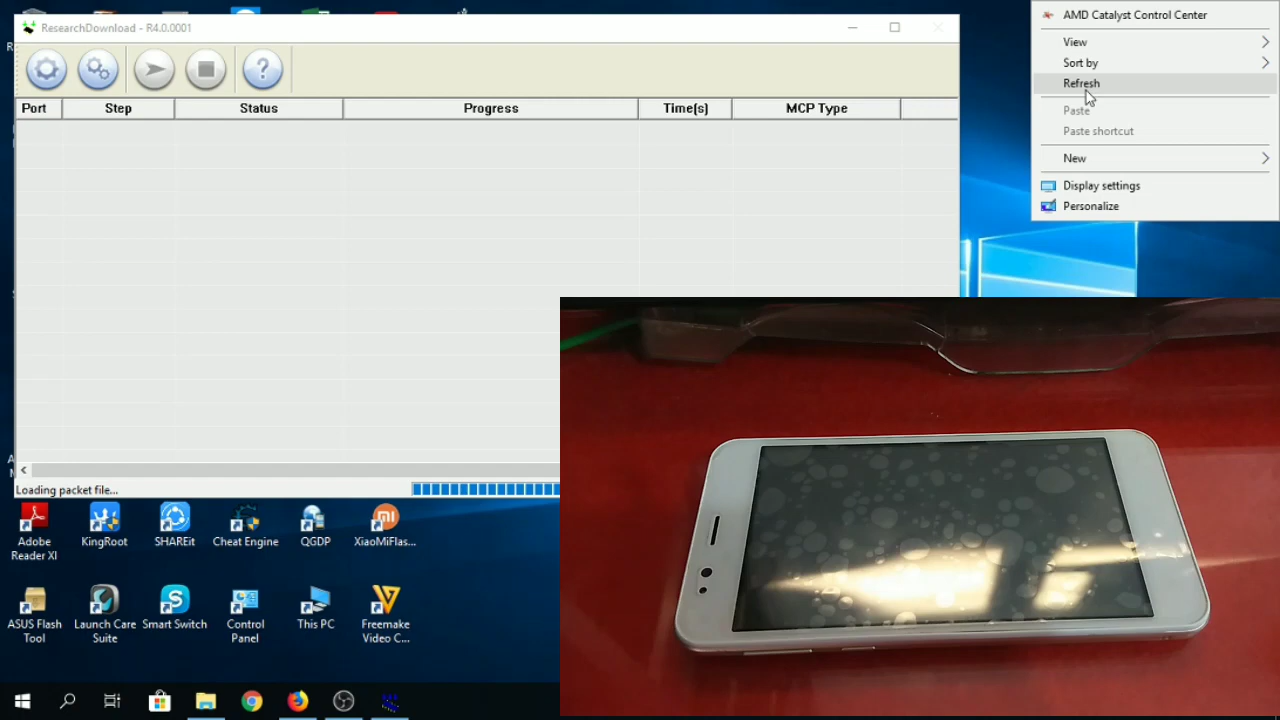 ResearchDownload - R4.0.0001
AMD Catalyst Control Center
View
Sort by
Refresh
Paste
Paste shortcut
New
Display settings
Personalize
Port Step Status Progress Time(s) MCP Type
Loading packet file...
Adobe Reader XI
KingRoot
SHAREit
Cheat Engine
QGDP
XiaoMiFlas...
ASUS Flash Tool
Launch Care Suite
Smart Switch
Control Panel
This PC
Freemake Video C...